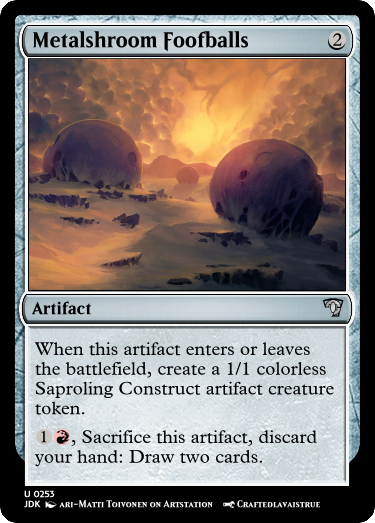 Metalshroom Foofballs 2
Artifact
When this artifact enters or leaves
the battlefield, create a 1/1 colorless
Saproling Construct artifact creature
token.
1, Sacrifice this artifact, discard
your hand: Draw two cards.
U 0253
JDK ari-Matti Toivonen on Artstation Craftedlavaistrue